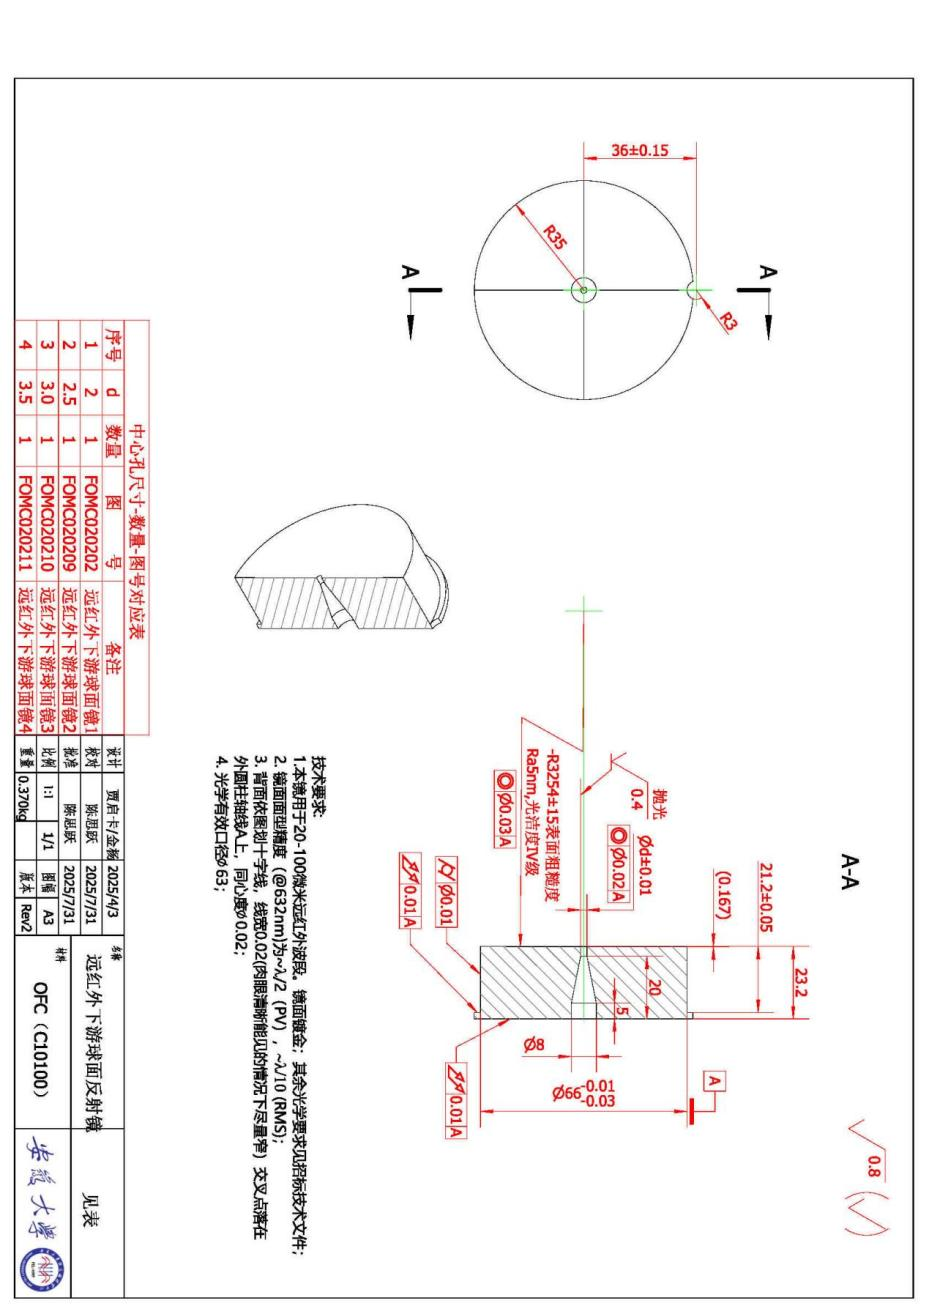 A-A
0.8
23.2
21.2±0.05
(0.167)
20
5
抛光
0.4
Ød±0.01
Ø0.02 A
-R3254±15表面粗糙度
Ra5nm,光洁度IV级
Ø0.03 A
Ø8
Ø66 -0.01 -0.03
A
Ø0.01
0.01 A
0.01 A
36±0.15
R35
R3
A
A
技术要求:
1.本镜用于20-100微米远红外波段。镜面镀金；其余光学要求见招标技术文件；
2. 镜面面型精度（@632nm)为~λ/2（PV），~λ/10 (RMS)；
3. 背面依图划十字线，线宽0.02(肉眼清晰能见的情况下尽量窄）交叉点落在
外圆柱轴线A上，同心度Ø0.02；
4. 光学有效口径Ø63；
中心孔尺寸-数量-图号对应表
序号 d 数量 图 号 备注
1 2 1 FOMC020202 远红外下游球面镜1
2 2.5 1 FOMC020209 远红外下游球面镜2
3 3.0 1 FOMC020210 远红外下游球面镜3
4 3.5 1 FOMC020211 远红外下游球面镜4
设计 贾启卡/金杨 2025/4/3
校对 陈思跃 2025/7/31
批准 陈思跃 2025/7/31
比例 1:1 1/1 图幅 A3
重量 0.370kg 版本 Rev2
名称
远红外下游球面反射镜
见表
材料
OFC（C10100）
安徽大学